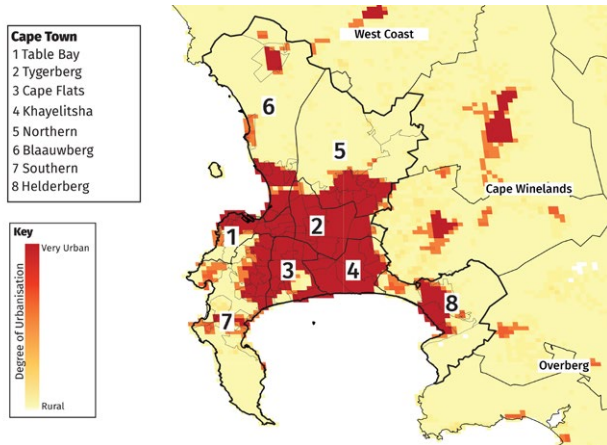 Cape Town
1 Table Bay
2 Tygerberg
3 Cape Flats
4 Khayelitsha
5 Northern
6 Blaauwberg
7 Southern
8 Helderberg
Key
Very Urban
Degree of Urbanisation
Rural
West Coast
6
5
Cape Winelands
1
2
3
4
8
7
Overberg